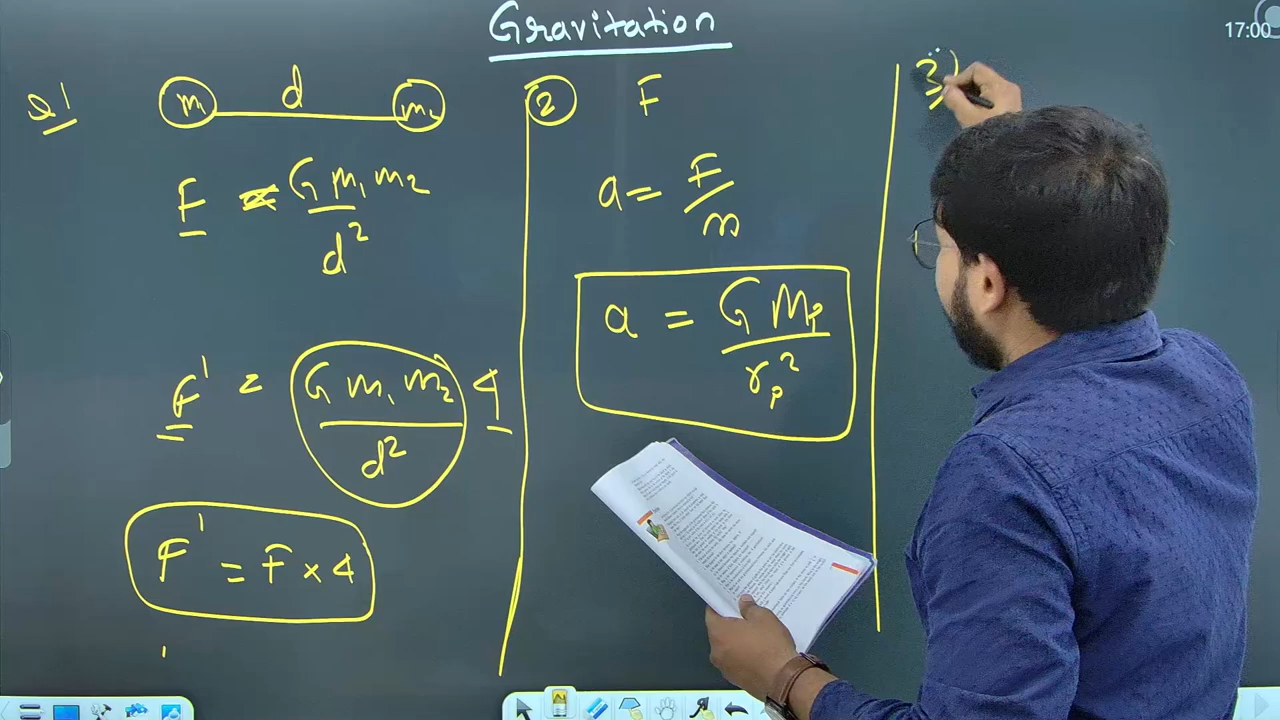 Gravitation
17:00
Q1
m₁ d m₂
F = G m₁ m₂ / d²
F' = G m₁ m₂ / d² 4
F' = F × 4
2 F
a = F / m
a = G Mp / rp²
3)